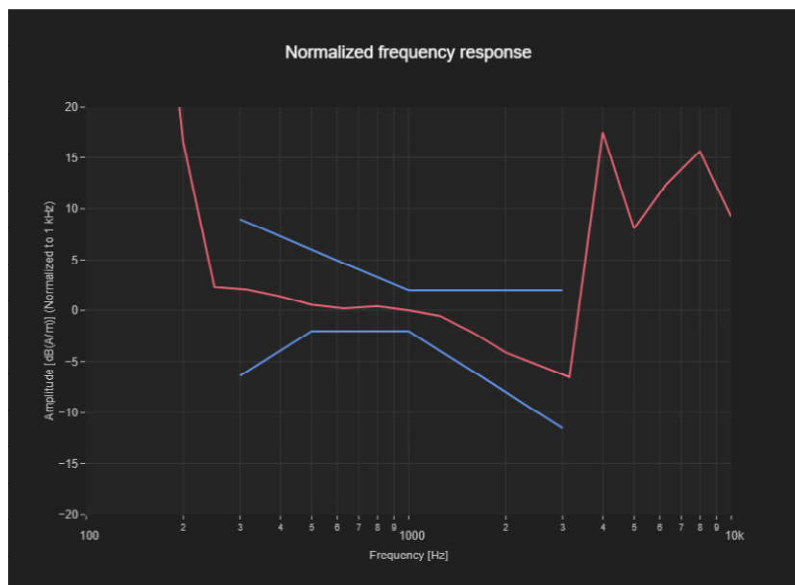 Normalized frequency response
Amplitude [dB(A/m)] (Normalized to 1 kHz)
20
15
10
5
0
−5
−10
−15
−20
100 2 3 4 5 6 7 8 9 1000 2 3 4 5 6 7 8 9 10k
Frequency [Hz]